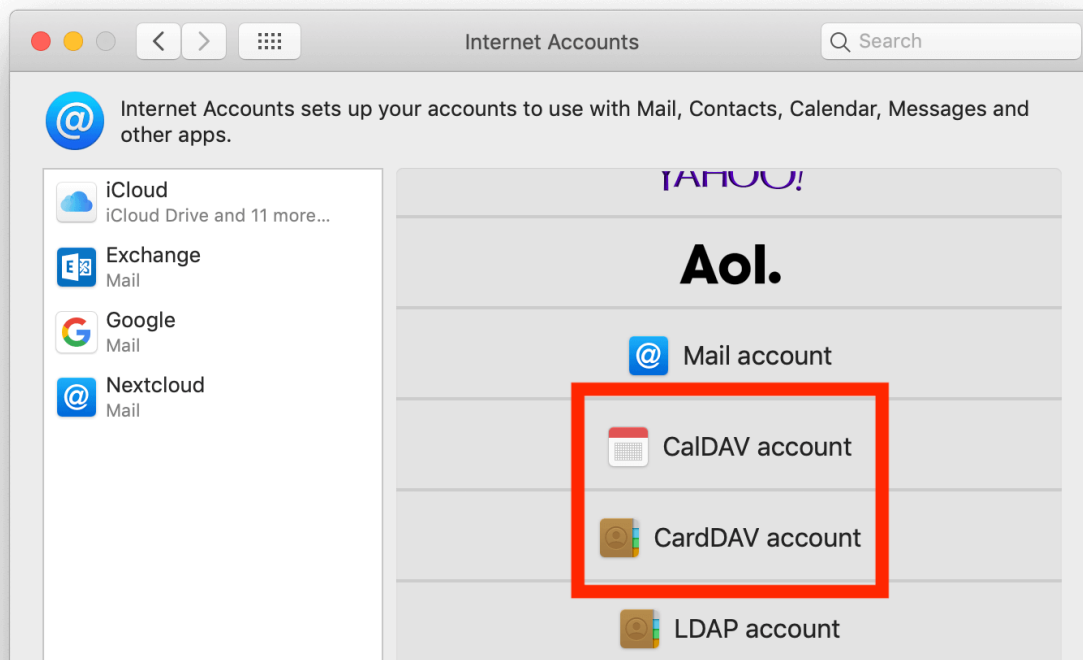 Internet Accounts
Search
Internet Accounts sets up your accounts to use with Mail, Contacts, Calendar, Messages and
other apps.
iCloud
iCloud Drive and 11 more...
Exchange
Mail
Google
Mail
Nextcloud
Mail
YAHOO!
Aol.
Mail account
CalDAV account
CardDAV account
LDAP account